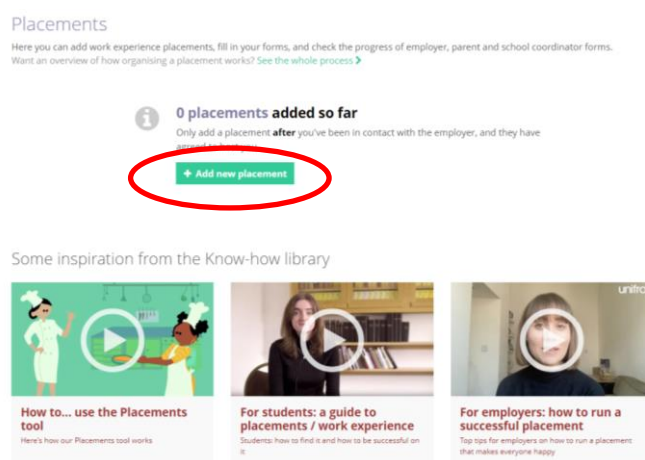 Placements
Here you can add work experience placements, fill in your forms, and check the progress of employer, parent and school coordinator forms.
Want an overview of how organising a placement works? See the whole process
0 placements added so far
Only add a placement after you've been in contact with the employer, and they have
agreed to host you
+ Add new placement
Some inspiration from the Know-how library
How to... use the Placements
tool
Here's how our Placements tool works
For students: a guide to
placements / work experience
Students: how to find it and how to be successful on
it
For employers: how to run a
successful placement
Top tips for employers on how to run a placement
that makes everyone happy